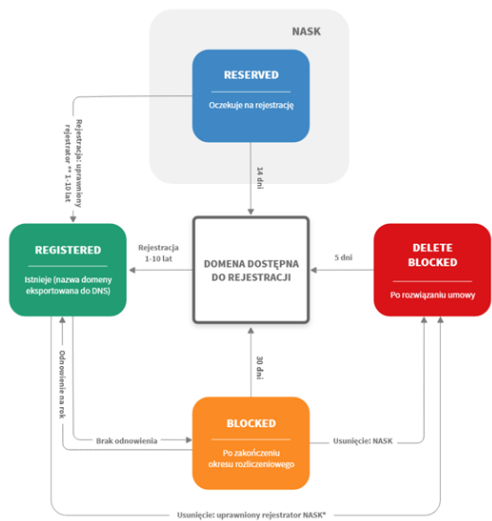 NASK
RESERVED
Oczekuje na rejestrację
Rejestracja: uprawniony
rejestrator ** 1-10 lat
14 dni
REGISTERED
Istnieje (nazwa domeny
eksportowana do DNS)
Rejestracja
1-10 lat
DOMENA DOSTĘPNA
DO REJESTRACJI
5 dni
DELETE
BLOCKED
Po rozwiązaniu umowy
Odnowienie na rok
30 dni
BLOCKED
Po zakończeniu
okresu rozliczeniowego
Brak odnowienia
Usunięcie: NASK
Usunięcie: uprawniony rejestrator NASK*